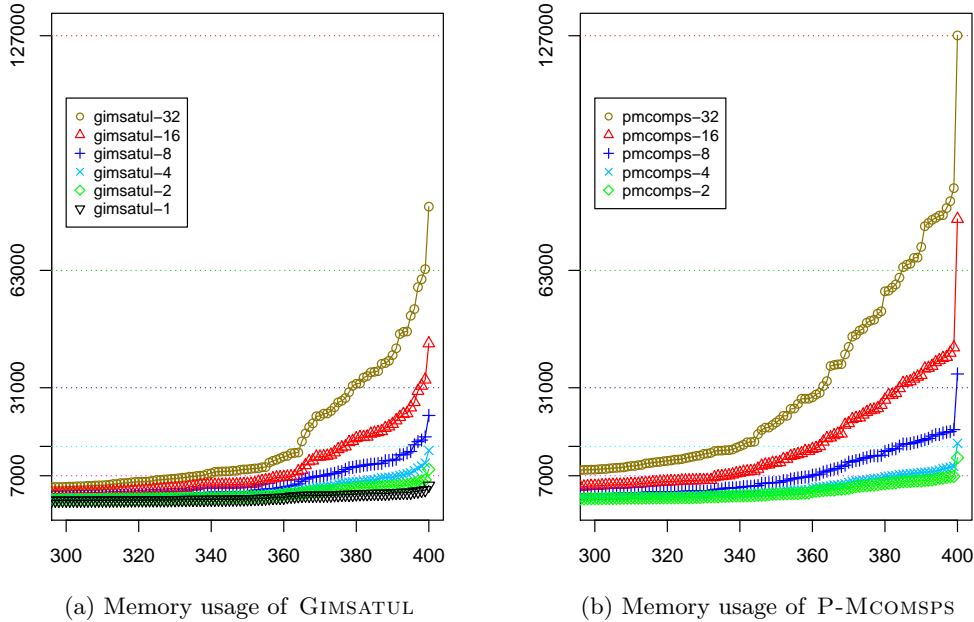 127000
63000
31000
7000
gimsatul-32
gimsatul-16
gimsatul-8
gimsatul-4
gimsatul-2
gimsatul-1
300 320 340 360 380 400
(a) Memory usage of GIMSATUL
127000
63000
31000
7000
pmcomps-32
pmcomps-16
pmcomps-8
pmcomps-4
pmcomps-2
300 320 340 360 380 400
(b) Memory usage of P-MCOMSPS